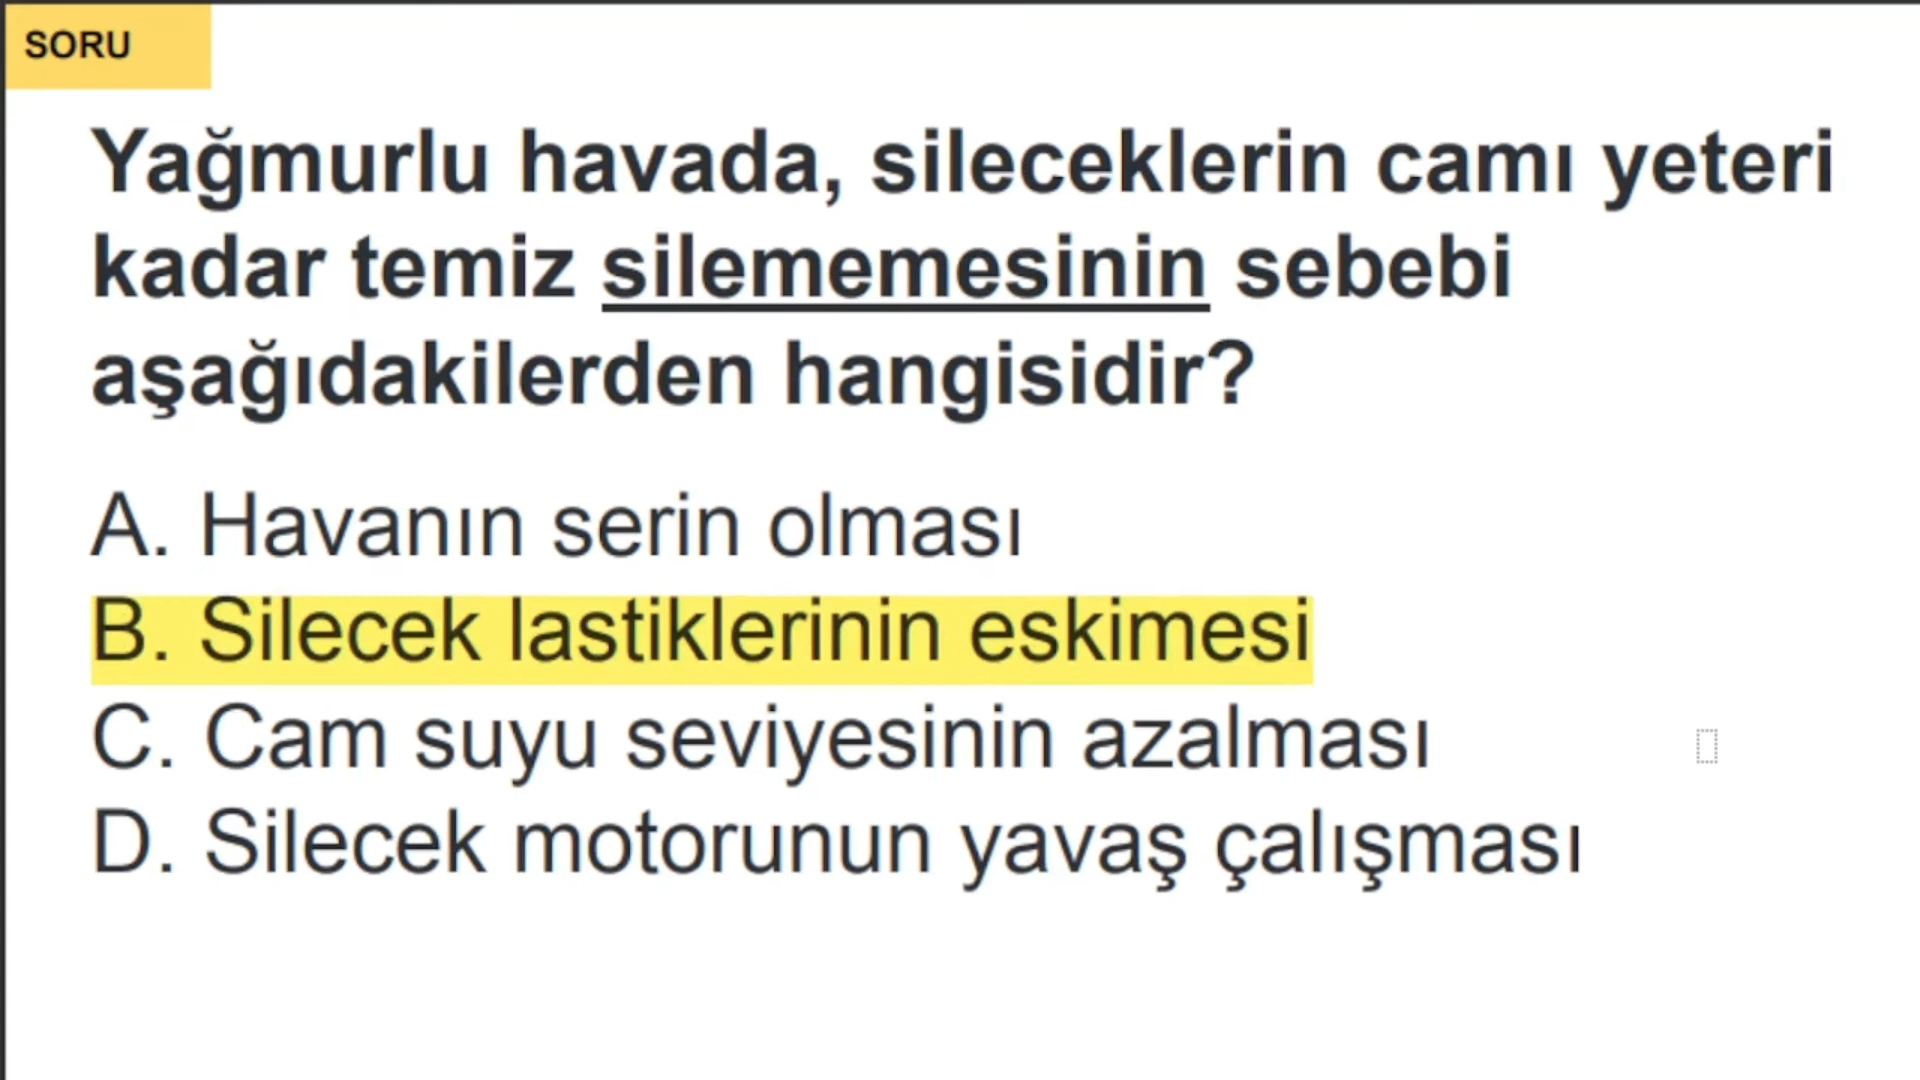 SORU
Yağmurlu havada, sileceklerin camı yeteri
kadar temiz silememesinin sebebi
aşağıdakilerden hangisidir?
A. Havanın serin olması
B. Silecek lastiklerinin eskimesi
C. Cam suyu seviyesinin azalması
D. Silecek motorunun yavaş çalışması